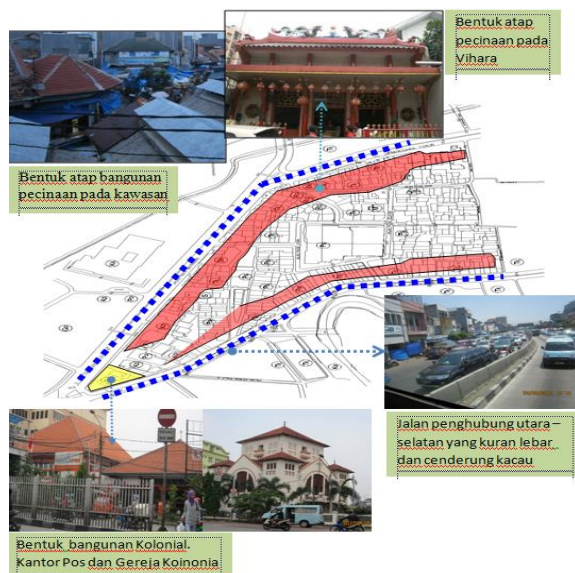 Bentuk atap
pecinaan pada
Vihara
Bentuk atap bangunan
pecinaan pada kawasan
Jalan penghubung utara –
selatan yang kuran lebar
dan cenderung kacau
Bentuk bangunan Kolonial.
Kantor Pos dan Gereja Koinonia